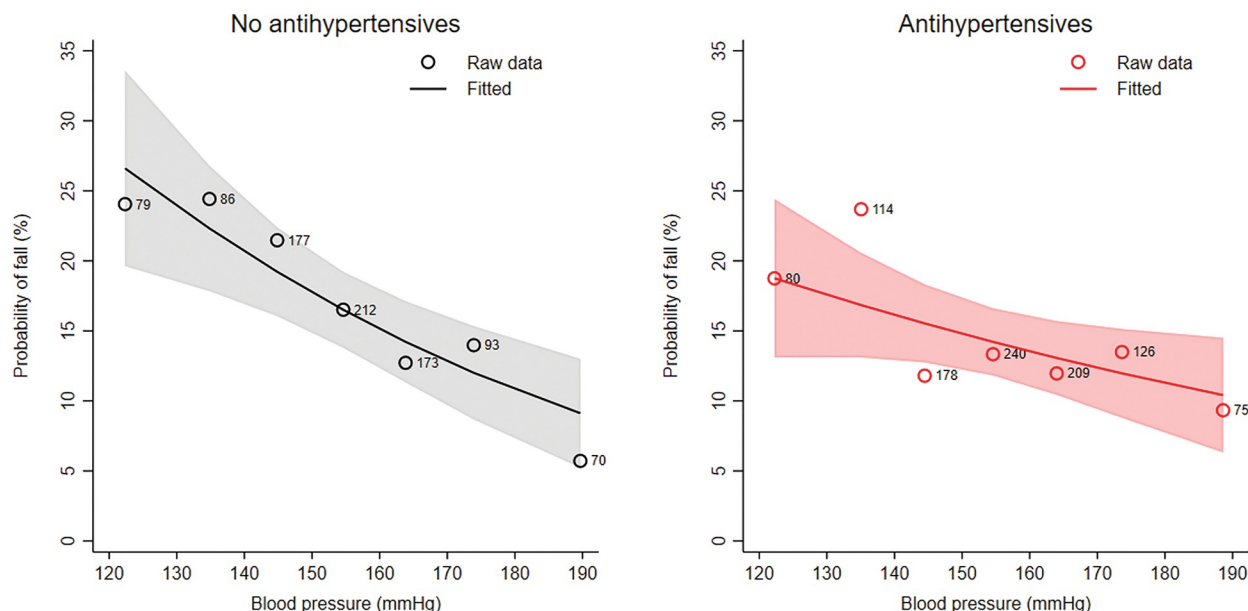 No antihypertensives
Probability of fall (%)
35
30
25
20
15
10
5
0
Raw data
Fitted
79
86
177
212
173
93
70
120 130 140 150 160 170 180 190
Blood pressure (mmHg)
Antihypertensives
Probability of fall (%)
35
30
25
20
15
10
5
0
Raw data
Fitted
80
114
178
240
209
126
75
120 130 140 150 160 170 180 190
Blood pressure (mmHg)